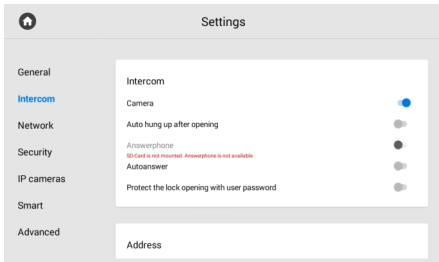 Settings
General
Intercom
Network
Security
IP cameras
Smart
Advanced
Intercom
Camera
Auto hung up after opening
Answerphone
SD-Card is not mounted. Answerphone is not available
Autoanswer
Protect the lock opening with user password
Address